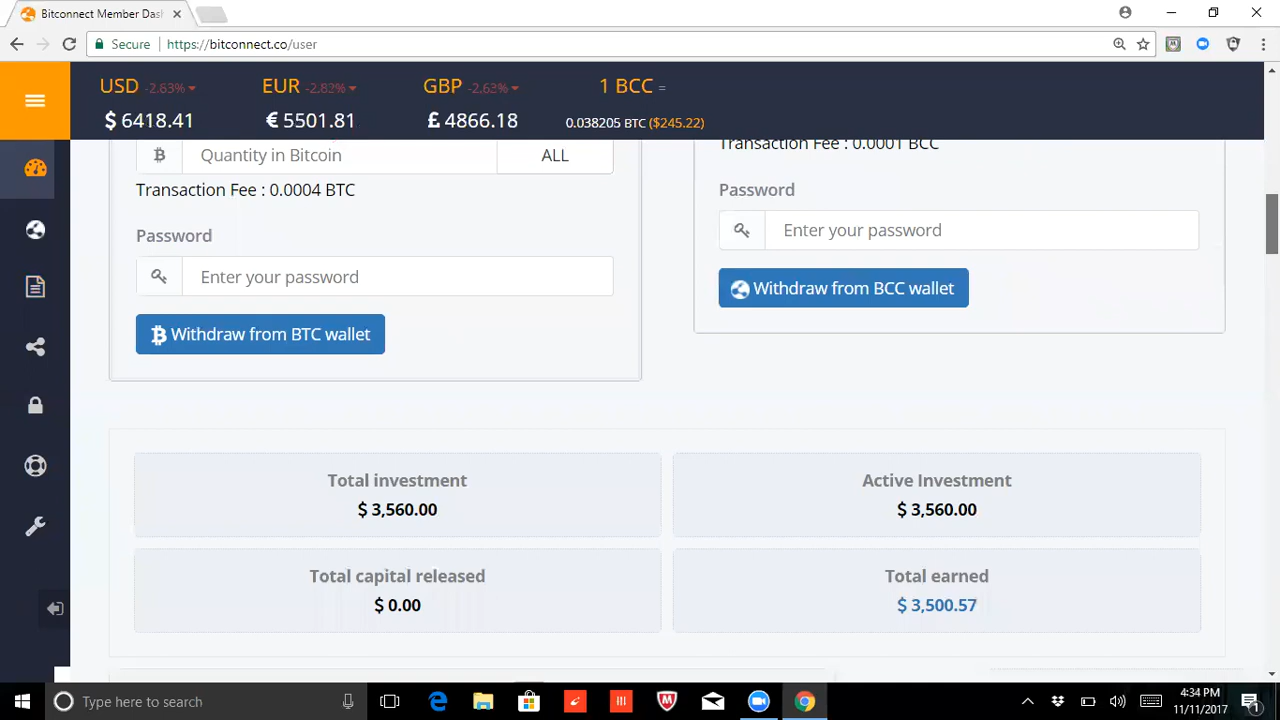 Bitconnect Member Das
Secure https://bitconnect.co/user
USD -2.63% EUR -2.82% GBP -2.63% 1 BCC =
$ 6418.41 € 5501.81 £ 4866.18 0.038205 BTC ($245.22)
Quantity in Bitcoin ALL
Transaction Fee : 0.0004 BTC
Password
Enter your password
Withdraw from BTC wallet
Transaction Fee : 0.0001 BCC
Password
Enter your password
Withdraw from BCC wallet
Total investment
$ 3,560.00
Active Investment
$ 3,560.00
Total capital released
$ 0.00
Total earned
$ 3,500.57
Type here to search
4:34 PM
11/11/2017